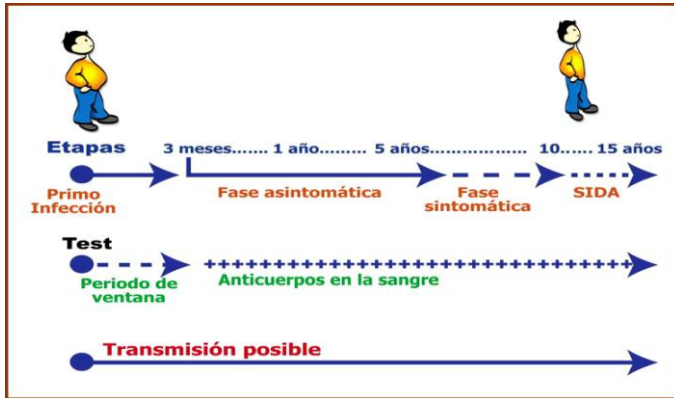 Etapas 3 meses....... 1 año......... 5 años.................. 10...... 15 años
Primo
Infección
Fase asintomática
Fase
sintomática
SIDA
Test
Periodo de
ventana
+++++++++++++++++++++++++++++++
Anticuerpos en la sangre
Transmisión posible